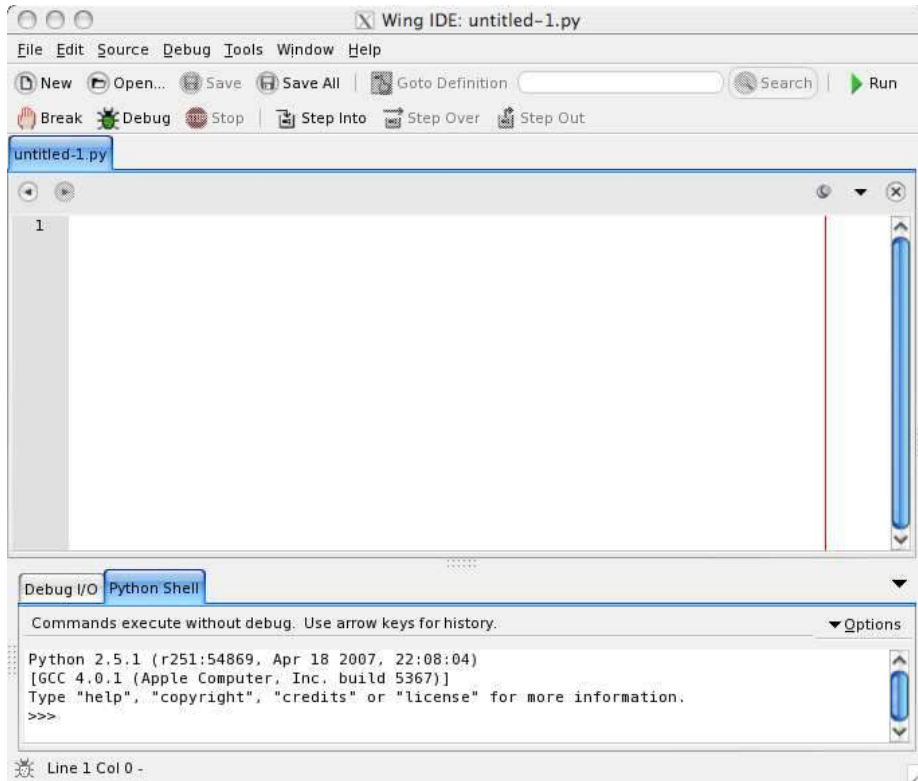 Wing IDE: untitled-1.py
File Edit Source Debug Tools Window Help
New Open... Save Save All Goto Definition Search Run
Break Debug Stop Step Into Step Over Step Out
untitled-1.py
1
Debug I/O Python Shell
Commands execute without debug. Use arrow keys for history. Options
Python 2.5.1 (r251:54869, Apr 18 2007, 22:08:04)
[GCC 4.0.1 (Apple Computer, Inc. build 5367)]
Type "help", "copyright", "credits" or "license" for more information.
>>>
Line 1 Col 0 -